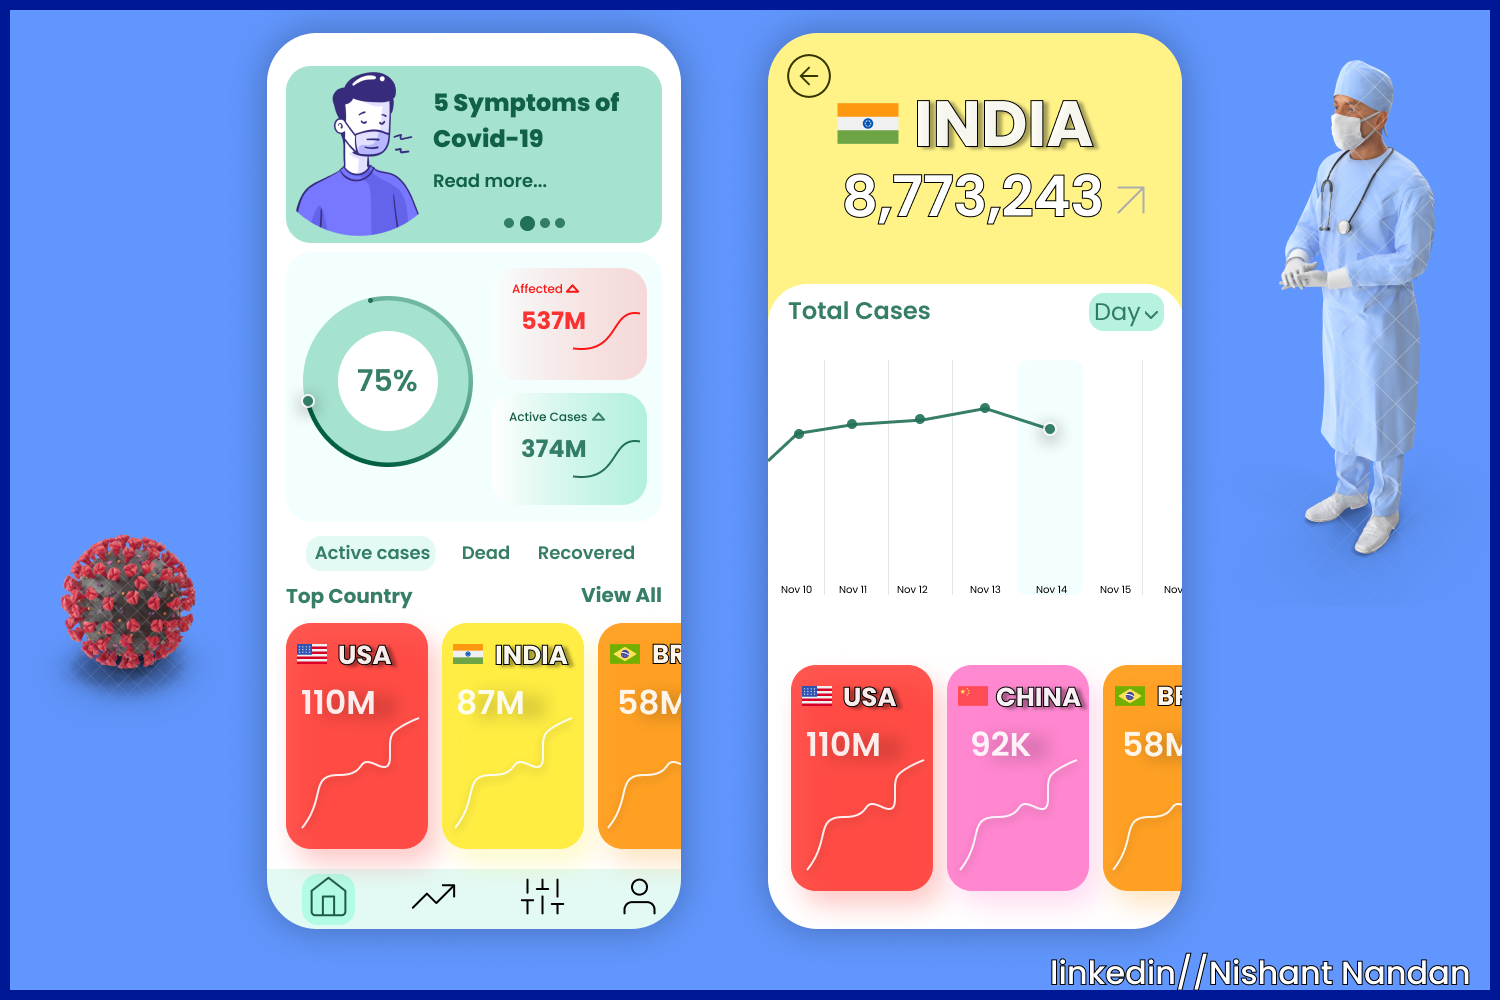 5 Symptoms of
Covid-19
Read more...
75%
Affected
537M
Active Cases
374M
Active cases Dead Recovered
Top Country View All
USA
110M
INDIA
87M
BR
58M
INDIA
8,773,243
Total Cases
Day
Nov 10 Nov 11 Nov 12 Nov 13 Nov 14 Nov 15 Nov
USA
110M
CHINA
92K
BR
58M
linkedin//Nishant Nandan